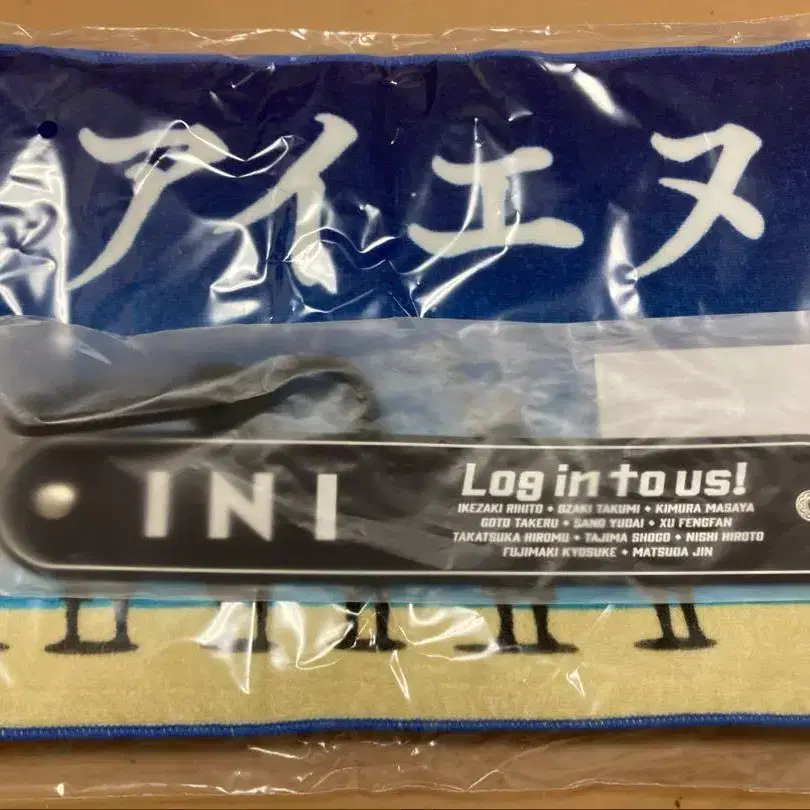 アイエヌ
INI
Log in to us!
IKEZAKI RIHITO • OZAKI TAKUMI • KIMURA MASAYA
GOTO TAKERU • SANO YUDAI • XU FENGFAN
TAKATSUKA HIROMU • TAJIMA SHOGO • NISHI HIROTO
FUJIMAKI KYOSUKE • MATSUDA JIN